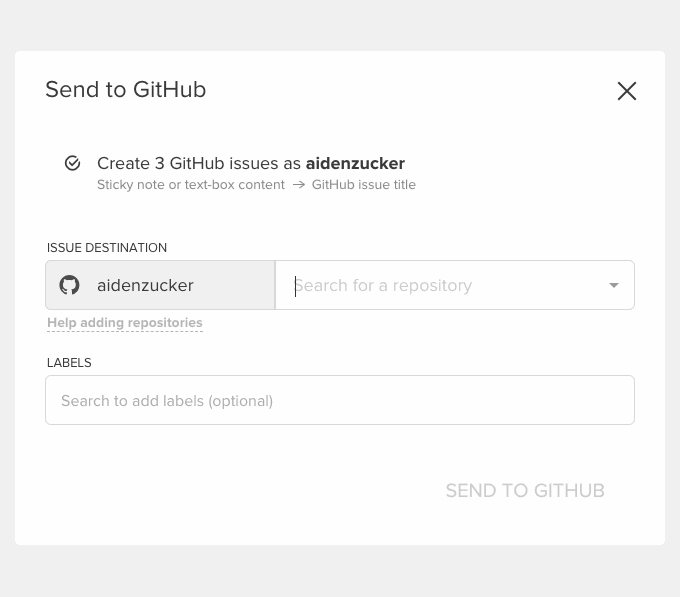 Send to GitHub
Create 3 GitHub issues as aidenzucker
Sticky note or text-box content → GitHub issue title
ISSUE DESTINATION
aidenzucker
Search for a repository
Help adding repositories
LABELS
Search to add labels (optional)
SEND TO GITHUB